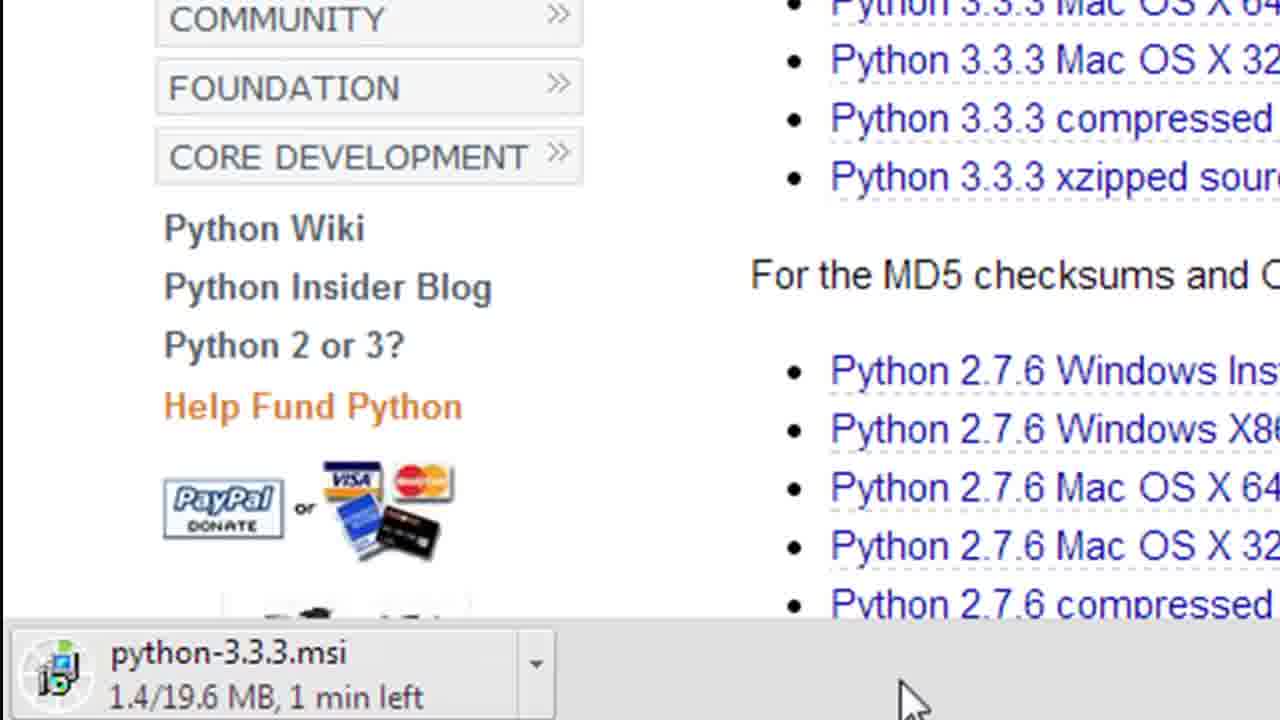 COMMUNITY
FOUNDATION
CORE DEVELOPMENT
Python Wiki
Python Insider Blog
Python 2 or 3?
Help Fund Python
PayPal
DONATE
or
VISA
Python 3.3.3 Mac OS X 64
Python 3.3.3 Mac OS X 32
Python 3.3.3 compressed
Python 3.3.3 xzipped
For the MD5 checksums and
Python 2.7.6 Windows
Python 2.7.6 Windows X86
Python 2.7.6 Mac OS X 64
Python 2.7.6 Mac OS X 32
Python 2.7.6 compressed
python-3.3.3.msi
1.4/19.6 MB, 1 min left